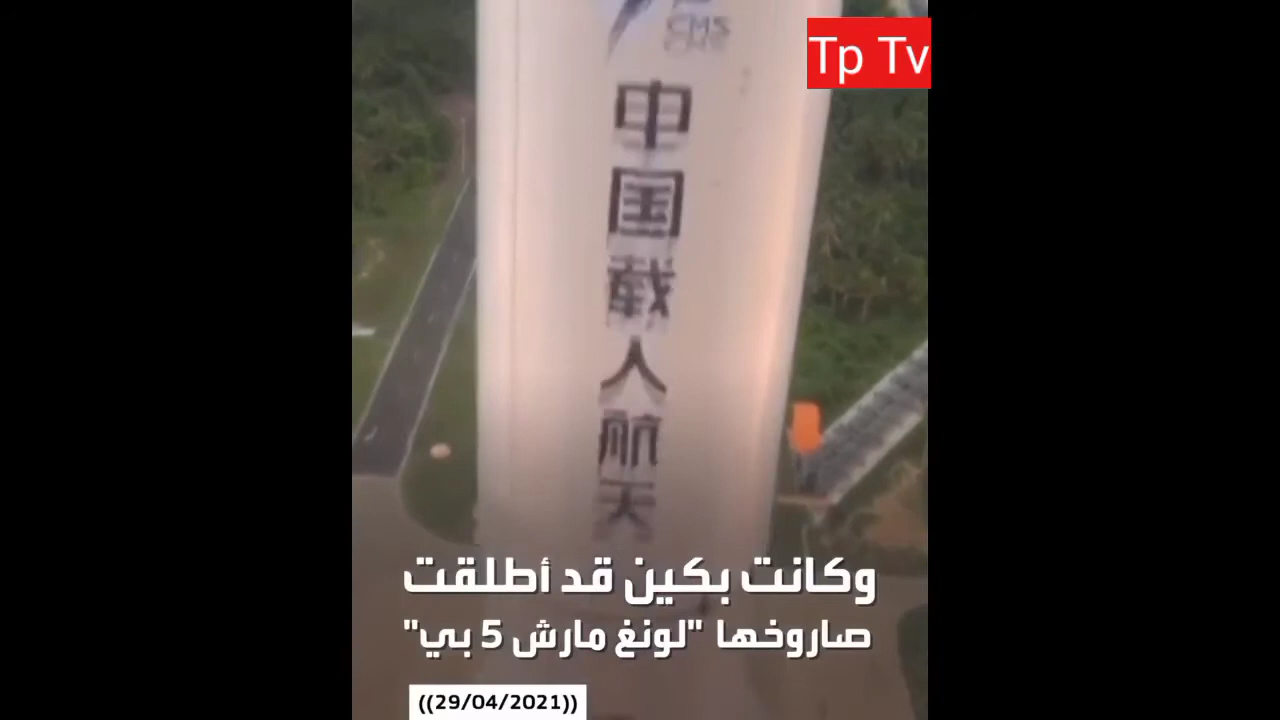 CMS
Tp Tv
中国载人航天
وكانت بكين قد أطلقت
صاروخها "لونغ مارش 5 بي"
((29/04/2021))